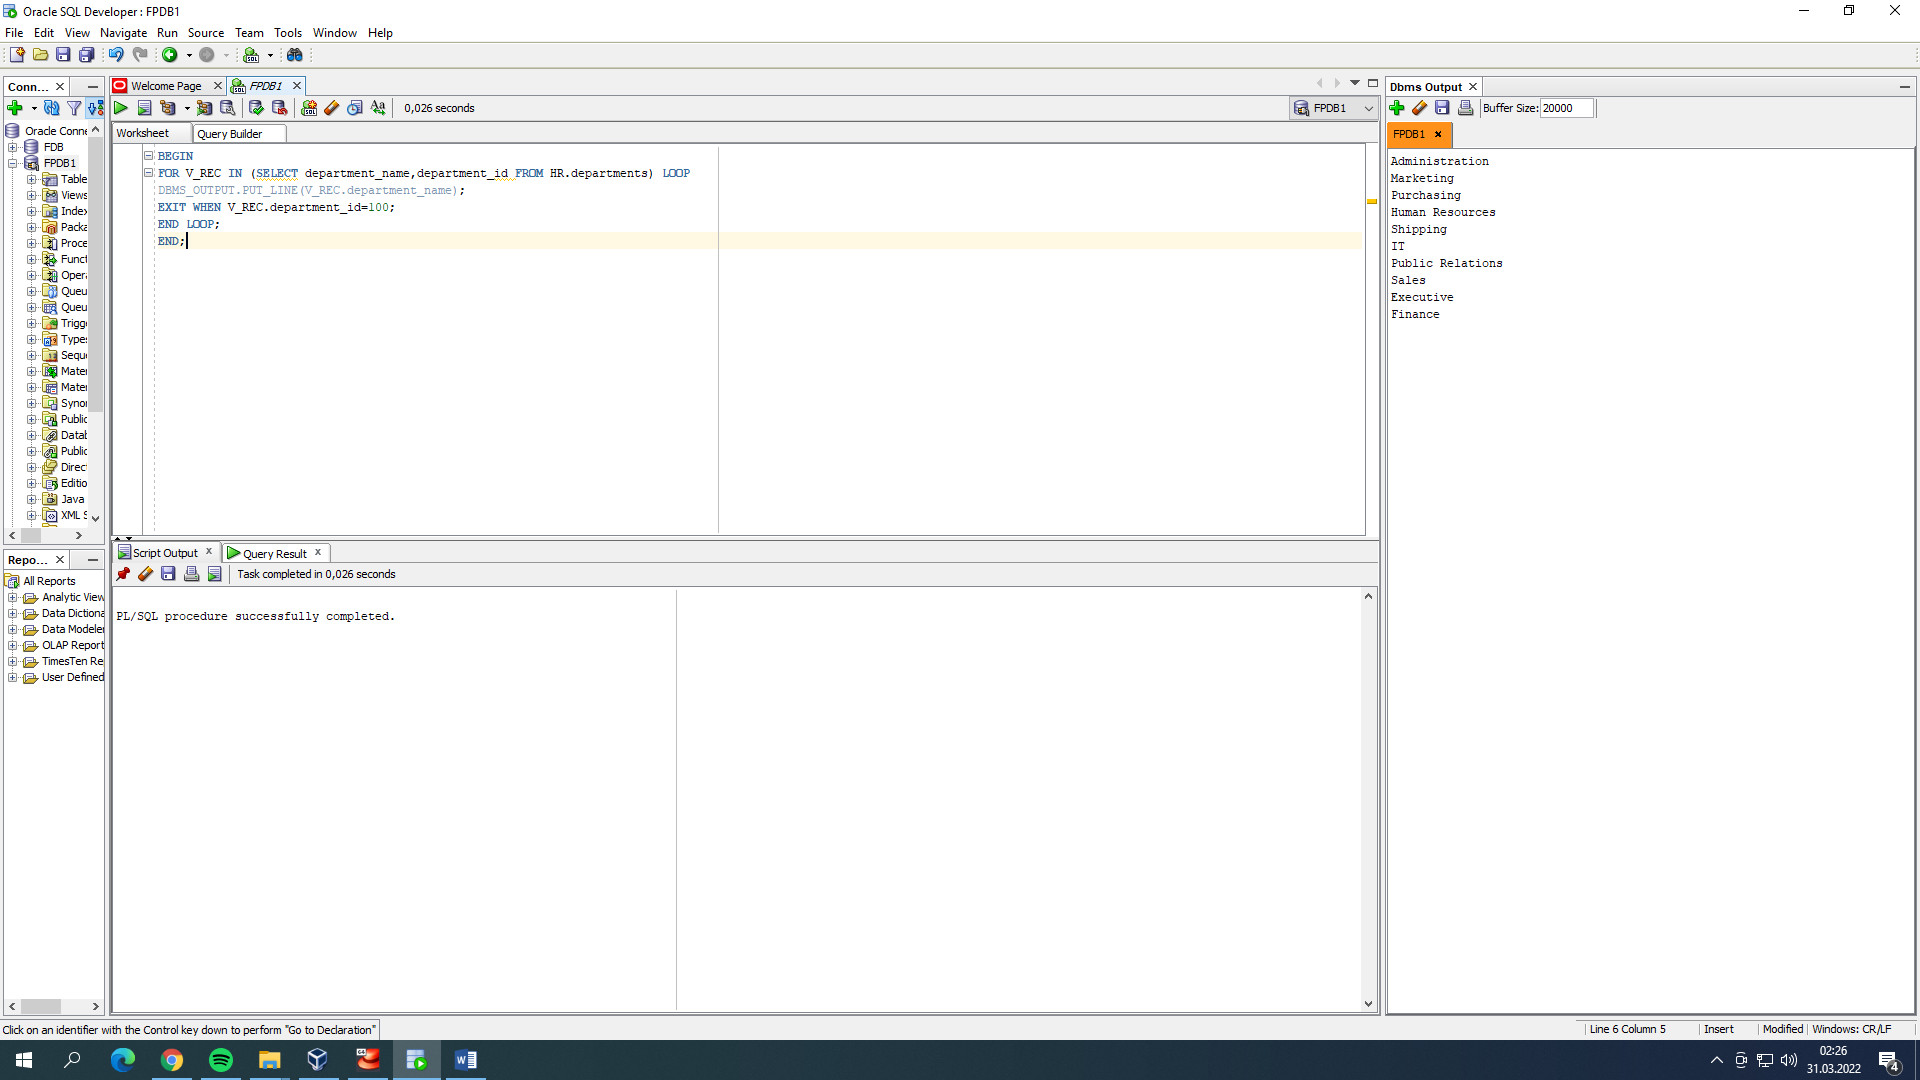 Oracle SQL Developer : FPDB1
File Edit View Navigate Run Source Team Tools Window Help
Conn...
Oracle Conne
FDB
FPDB1
Table
Views
Index
Packa
Proce
Funct
Opera
Queu
Queu
Trigge
Types
Sequ
Mater
Mater
Synor
Public
Datab
Public
Direc
Editio
Java
XML S
Repo...
All Reports
Analytic View
Data Dictiona
Data Modeler
OLAP Report
TimesTen Re
User Defined
Welcome Page
FPDB1
0,026 seconds
FPDB1
Worksheet Query Builder
BEGIN
FOR V_REC IN (SELECT department_name,department_id FROM HR.departments) LOOP
DBMS_OUTPUT.PUT_LINE(V_REC.department_name);
EXIT WHEN V_REC.department_id=100;
END LOOP;
END;
Script Output Query Result
Task completed in 0,026 seconds
PL/SQL procedure successfully completed.
Dbms Output
Buffer Size: 20000
FPDB1
Administration
Marketing
Purchasing
Human Resources
Shipping
IT
Public Relations
Sales
Executive
Finance
Click on an identifier with the Control key down to perform "Go to Declaration"
Line 6 Column 5 Insert Modified Windows: CR/LF
02:26
31.03.2022
4